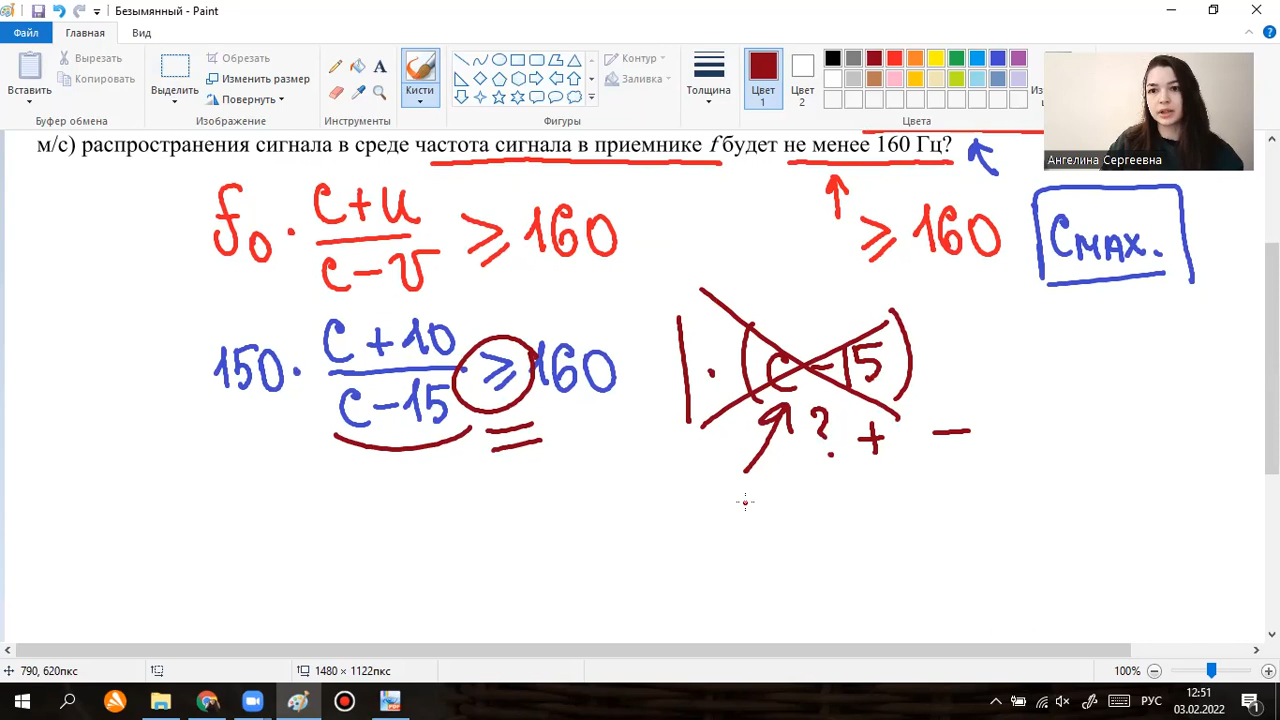 Безымянный - Paint
Файл Главная Вид
Вставить
Вырезать
Копировать
Буфер обмена
Выделить
Обрезать
Изменить размер
Повернуть
Изображение
Инструменты
Кисти
Контур
Заливка
Фигуры
Толщина
Цвет 1
Цвет 2
Цвета
Ангелина Сергеевна
м/с) распространения сигнала в среде частота сигнала в приемнике f будет не менее 160 Гц?
f0 · (c+u)/(c-v) ≥ 160 ≥ 160 Cмах.
150 · (c+10)/(c-15) ≥ 160 | · (c-15)
? + -
790, 620пкс 1480 × 1122пкс 100%
РУС 12:51
03.02.2022